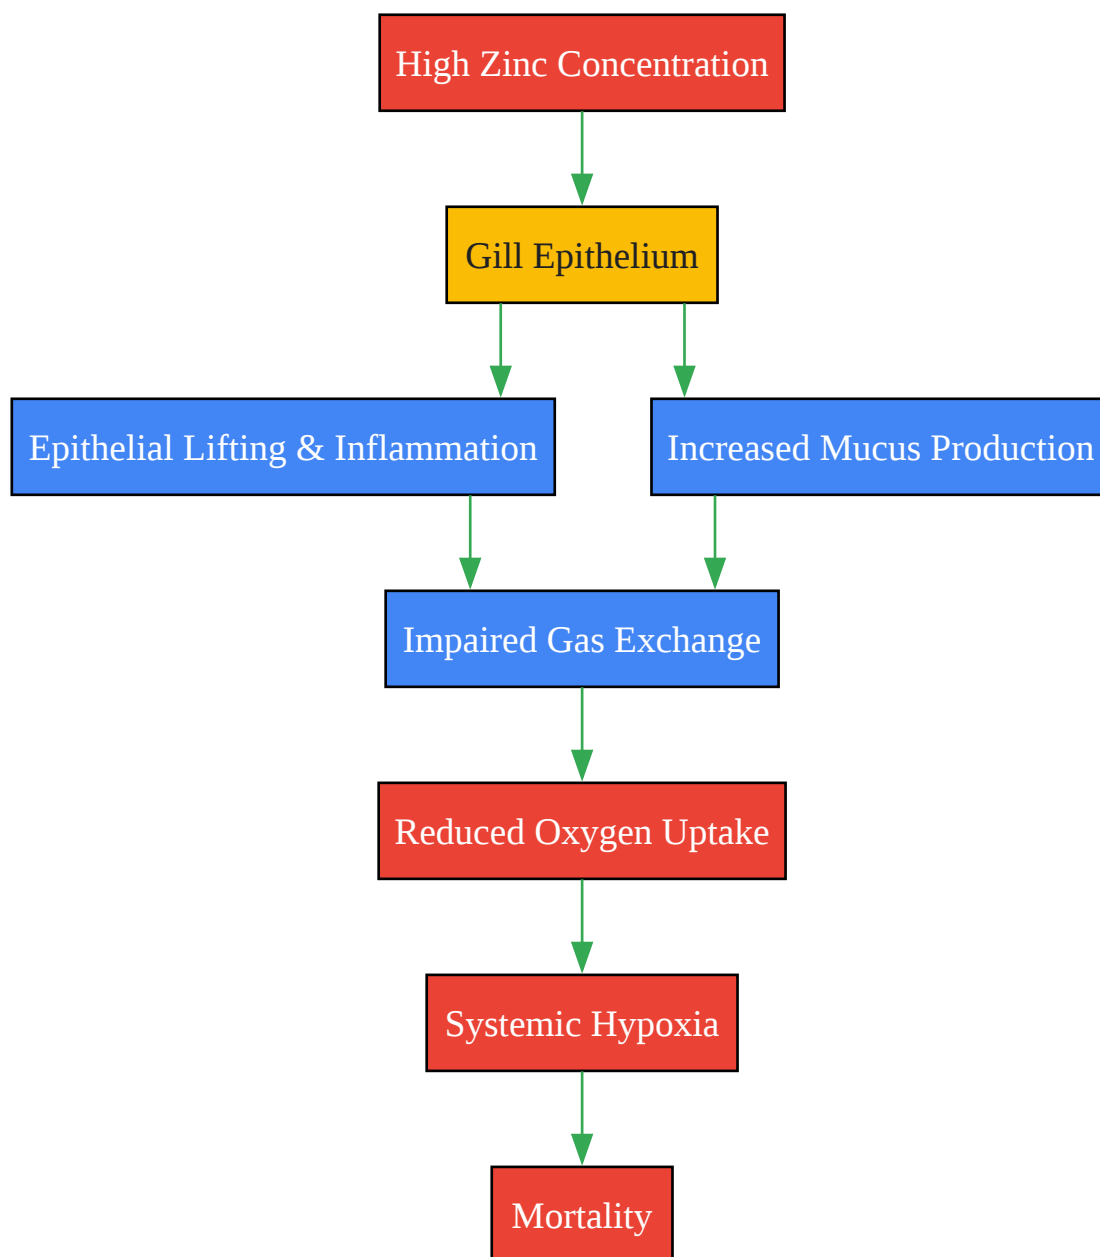 High Zinc Concentration
Gill Epithelium
Epithelial Lifting & Inflammation
Increased Mucus Production
Impaired Gas Exchange
Reduced Oxygen Uptake
Systemic Hypoxia
Mortality